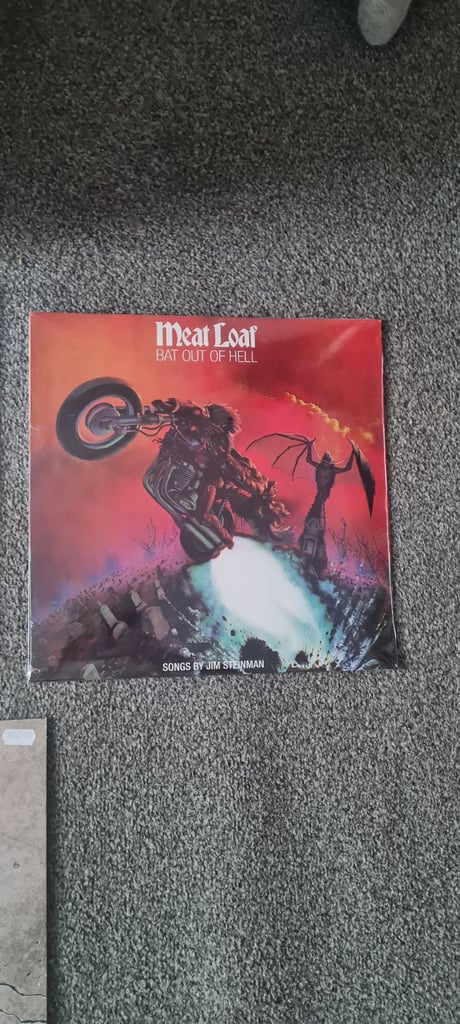 Meat Loaf
BAT OUT OF HELL
SONGS BY JIM STEINMAN